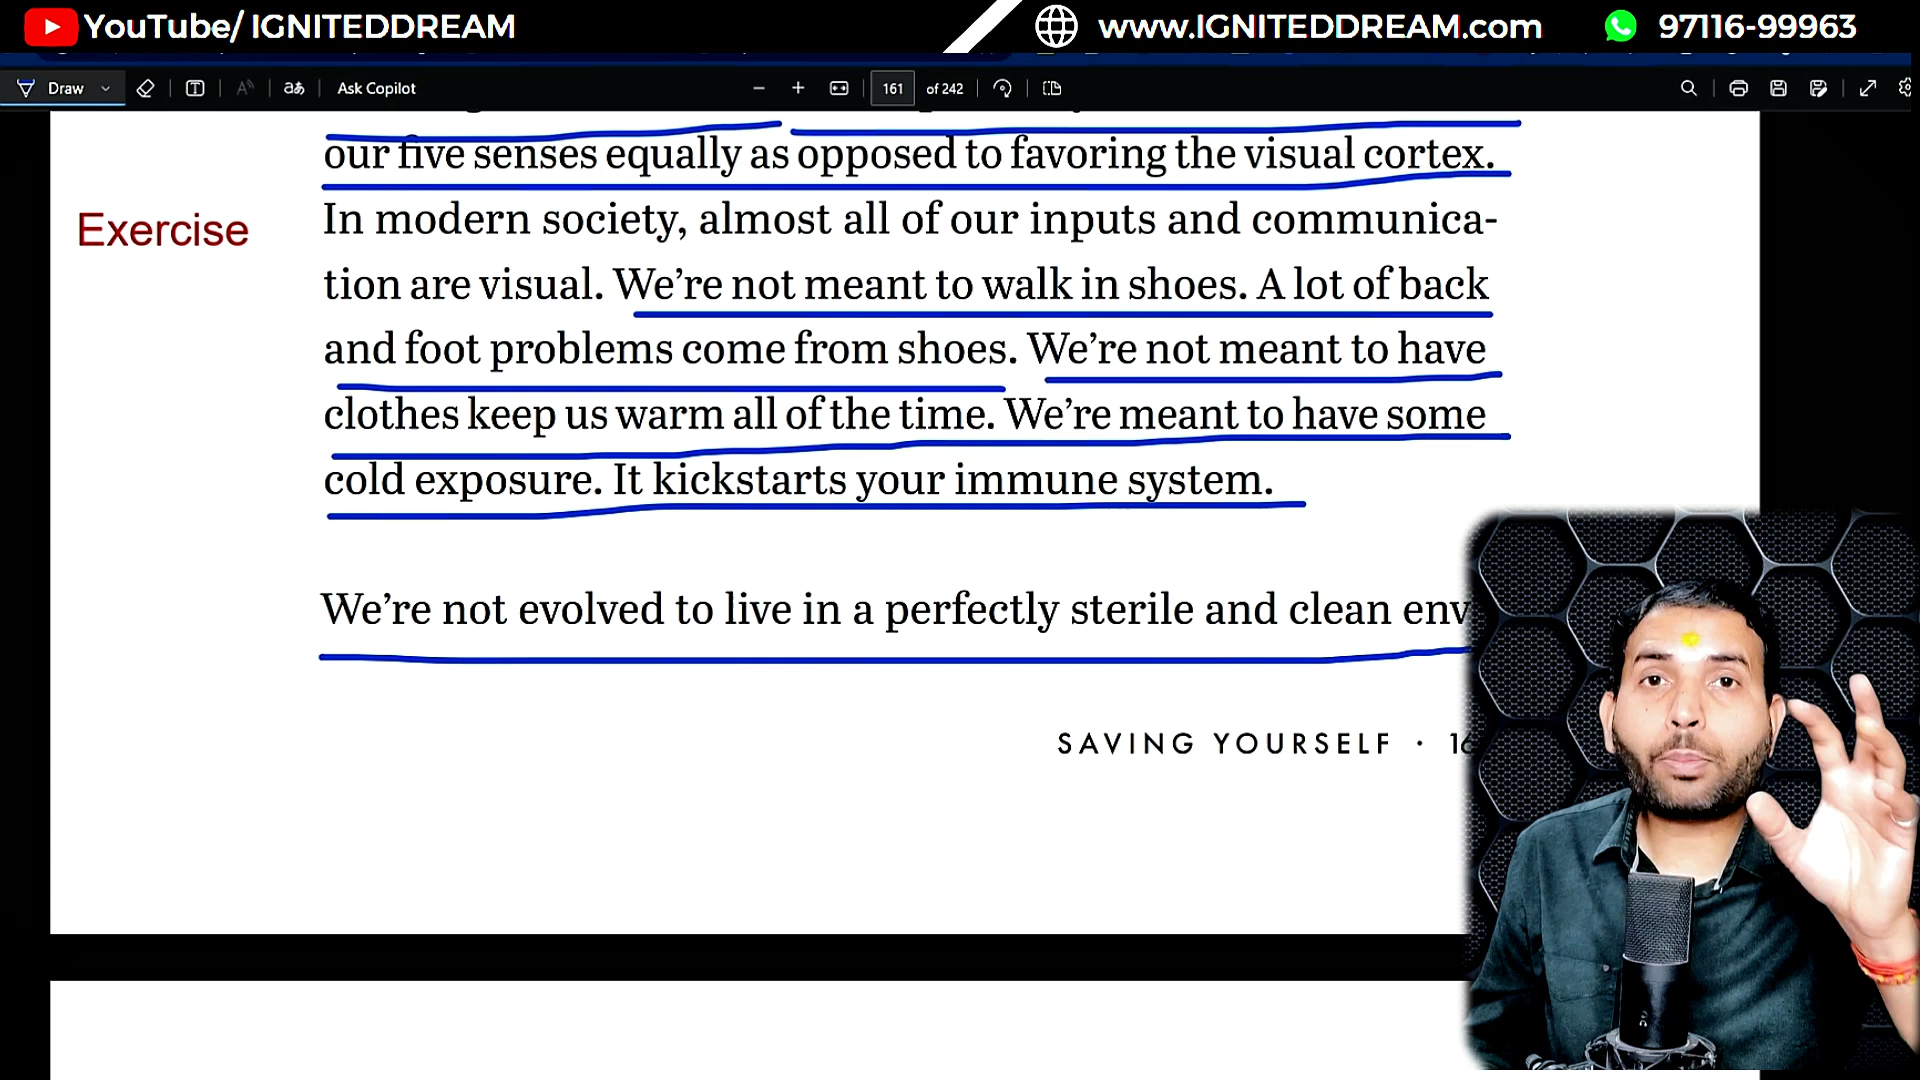 YouTube/ IGNITEDDREAM
www.IGNITEDDREAM.com
97116-99963
Draw
aあ
Ask Copilot
161 of 242
our five senses equally as opposed to favoring the visual cortex.
Exercise
In modern society, almost all of our inputs and communica-
tion are visual. We're not meant to walk in shoes. A lot of back
and foot problems come from shoes. We're not meant to have
clothes keep us warm all of the time. We're meant to have some
cold exposure. It kickstarts your immune system.
We're not evolved to live in a perfectly sterile and clean
SAVING YOURSELF ·